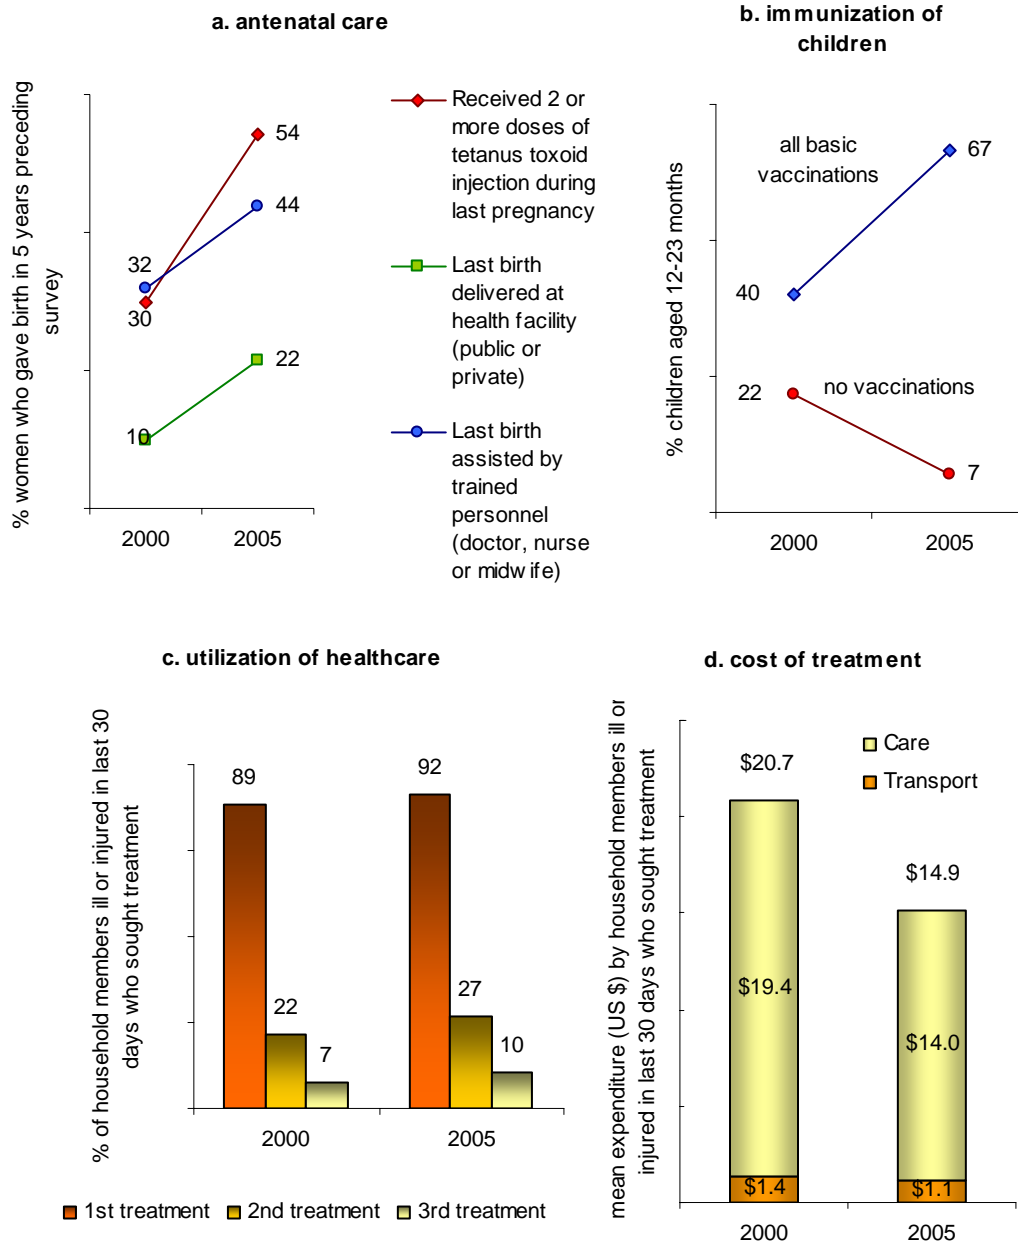 a. antenatal care
% women who gave birth in 5 years preceding
survey
54
44
32
30
22
10
2000
2005
Received 2 or
more doses of
tetanus toxoid
injection during
last pregnancy
Last birth
delivered at
health facility
(public or
private)
Last birth
assisted by
trained
personnel
(doctor, nurse
or midwife)
b. immunization of
children
% children aged 12-23 months
all basic
vaccinations
67
40
22
no vaccinations
7
2000
2005
c. utilization of healthcare
% of household members ill or injured in last 30
days who sought treatment
89
22
7
92
27
10
2000
2005
1st treatment
2nd treatment
3rd treatment
d. cost of treatment
mean expenditure (US $) by household members ill or
injured in last 30 days who sought treatment
Care
Transport
$20.7
$19.4
$1.4
$14.9
$14.0
$1.1
2000
2005